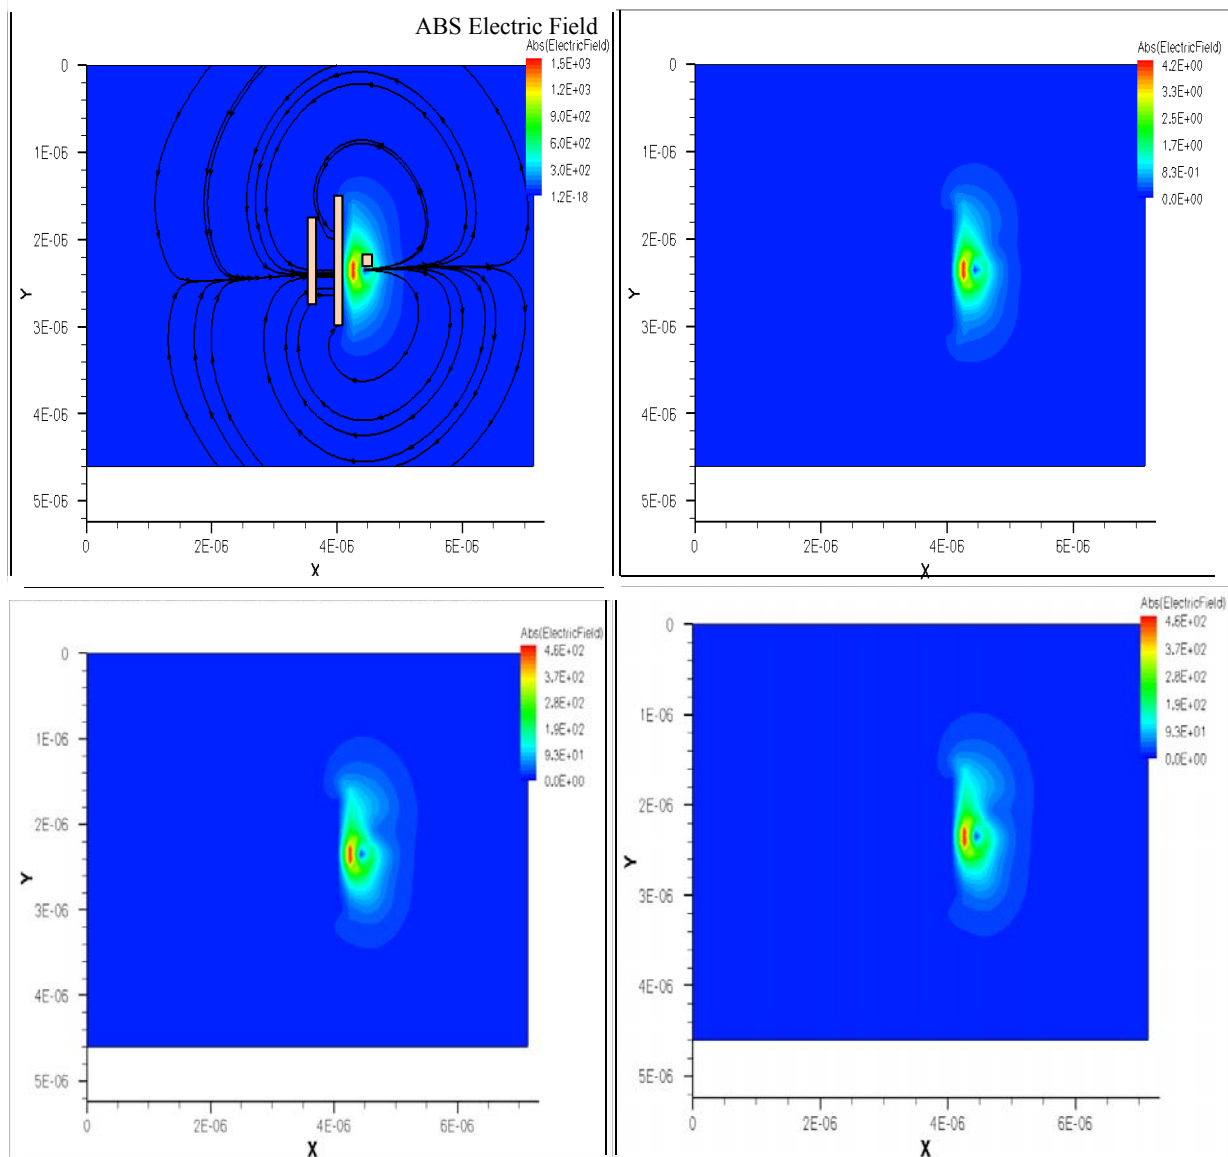 ABS Electric Field
Abs(ElectricField)
1.5E+03
1.2E+03
9.0E+02
6.0E+02
3.0E+02
1.2E-18
0
1E-06
2E-06
3E-06
4E-06
5E-06
Y
0
2E-06
4E-06
6E-06
X
Abs(ElectricField)
4.2E+00
3.3E+00
2.5E+00
1.7E+00
8.3E-01
0.0E+00
0
1E-06
2E-06
3E-06
4E-06
5E-06
Y
0
2E-06
4E-06
6E-06
X
Abs(ElectricField)
4.6E+02
3.7E+02
2.8E+02
1.9E+02
9.3E+01
0.0E+00
0
1E-06
2E-06
3E-06
4E-06
5E-06
Y
0
2E-06
4E-06
6E-06
X
Abs(ElectricField)
4.6E+02
3.7E+02
2.8E+02
1.9E+02
9.3E+01
0.0E+00
0
1E-06
2E-06
3E-06
4E-06
5E-06
Y
0
2E-06
4E-06
6E-06
X